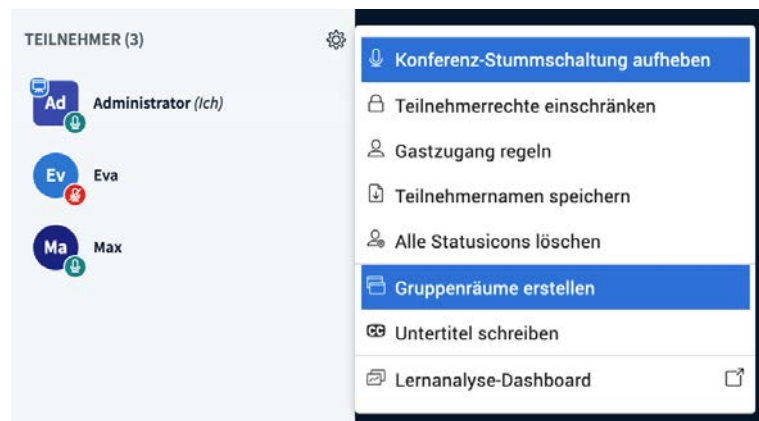 TEILNEHMER (3)
Ad Administrator (Ich)
Ev Eva
Ma Max
Konferenz-Stummschaltung aufheben
Teilnehmerrechte einschränken
Gastzugang regeln
Teilnehmernamen speichern
Alle Statusicons löschen
Gruppenräume erstellen
CC Untertitel schreiben
Lernanalyse-Dashboard